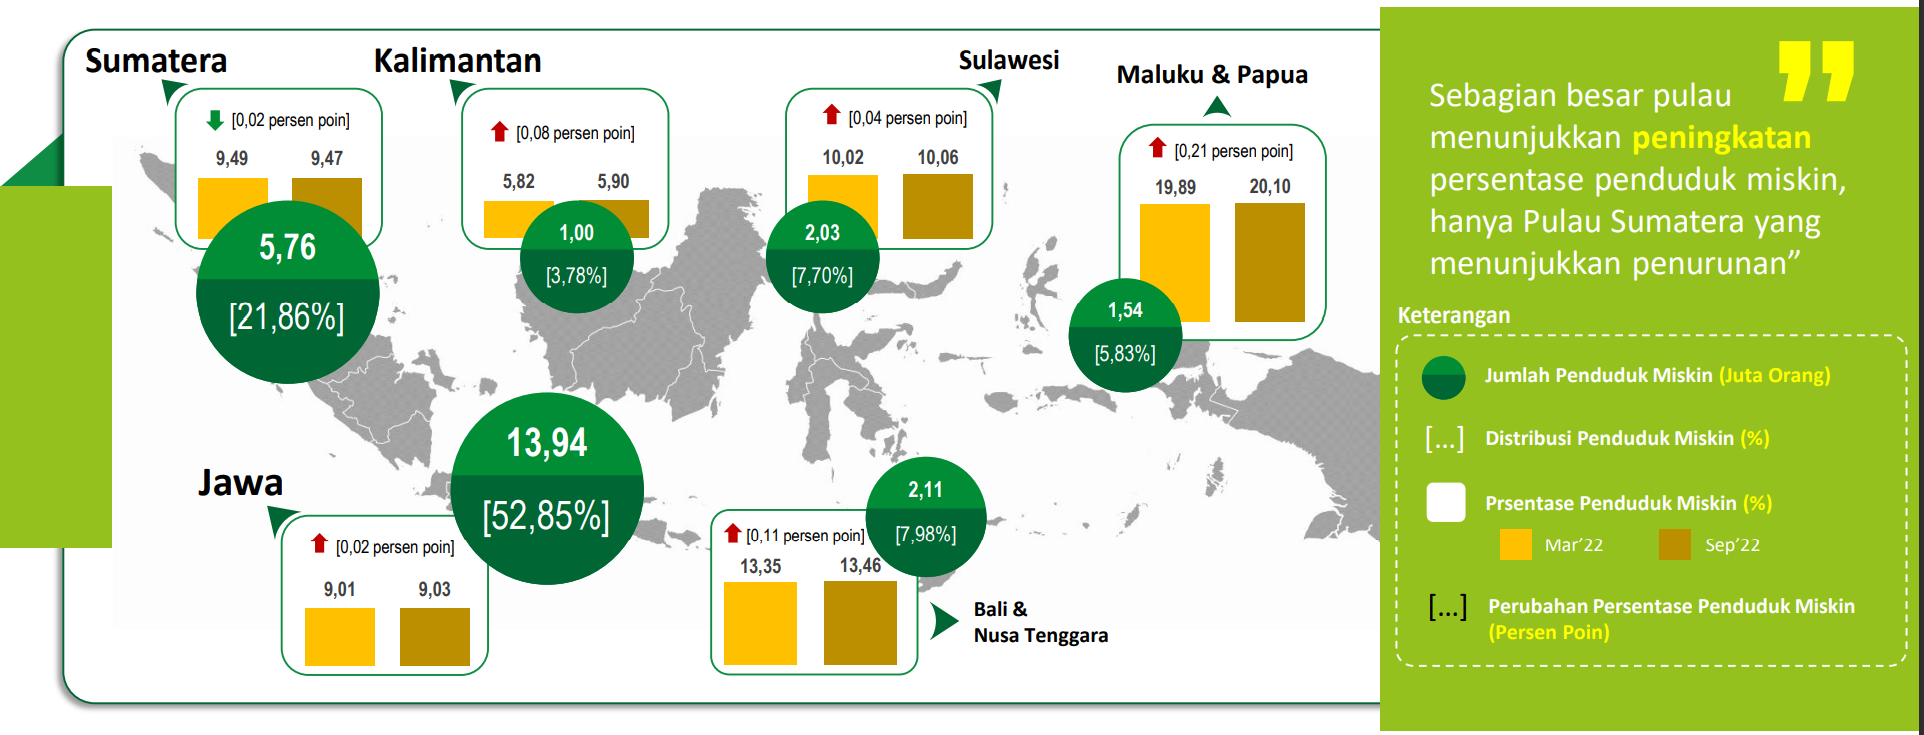 Sumatera
[0,02 persen poin]
9,49
9,47
5,76
[21,86%]
Kalimantan
[0,08 persen poin]
5,82
5,90
1,00
[3,78%]
Sulawesi
[0,04 persen poin]
10,02
10,06
2,03
[7,70%]
Maluku & Papua
[0,21 persen poin]
19,89
20,10
1,54
[5,83%]
Jawa
[0,02 persen poin]
9,01
9,03
13,94
[52,85%]
[0,11 persen poin]
13,35
13,46
2,11
[7,98%]
Bali &
Nusa Tenggara
”
Sebagian besar pulau
menunjukkan peningkatan
persentase penduduk miskin,
hanya Pulau Sumatera yang
menunjukkan penurunan”
Keterangan
Jumlah Penduduk Miskin (Juta Orang)
[...] Distribusi Penduduk Miskin (%)
Prsentase Penduduk Miskin (%)
Mar’22
Sep’22
[...] Perubahan Persentase Penduduk Miskin
(Persen Poin)